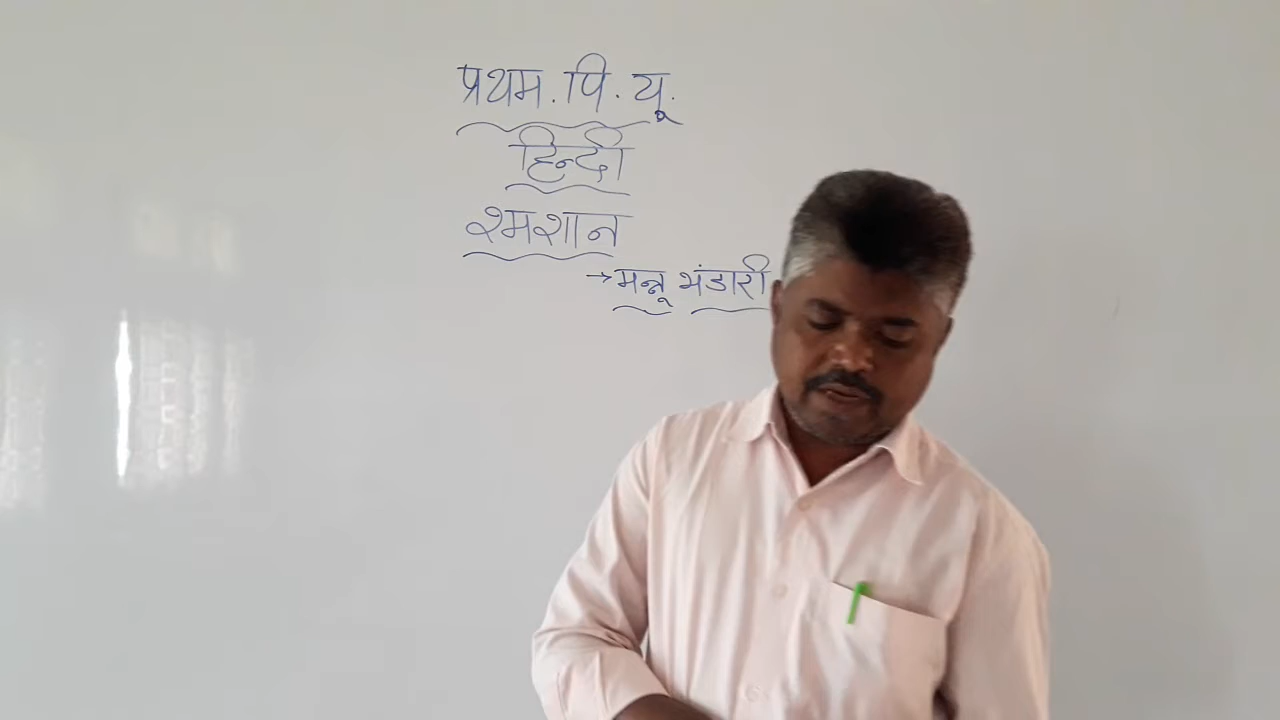 प्रथम. पि. यू.
हिन्दी
श्मशान
→ मन्नू भंडारी